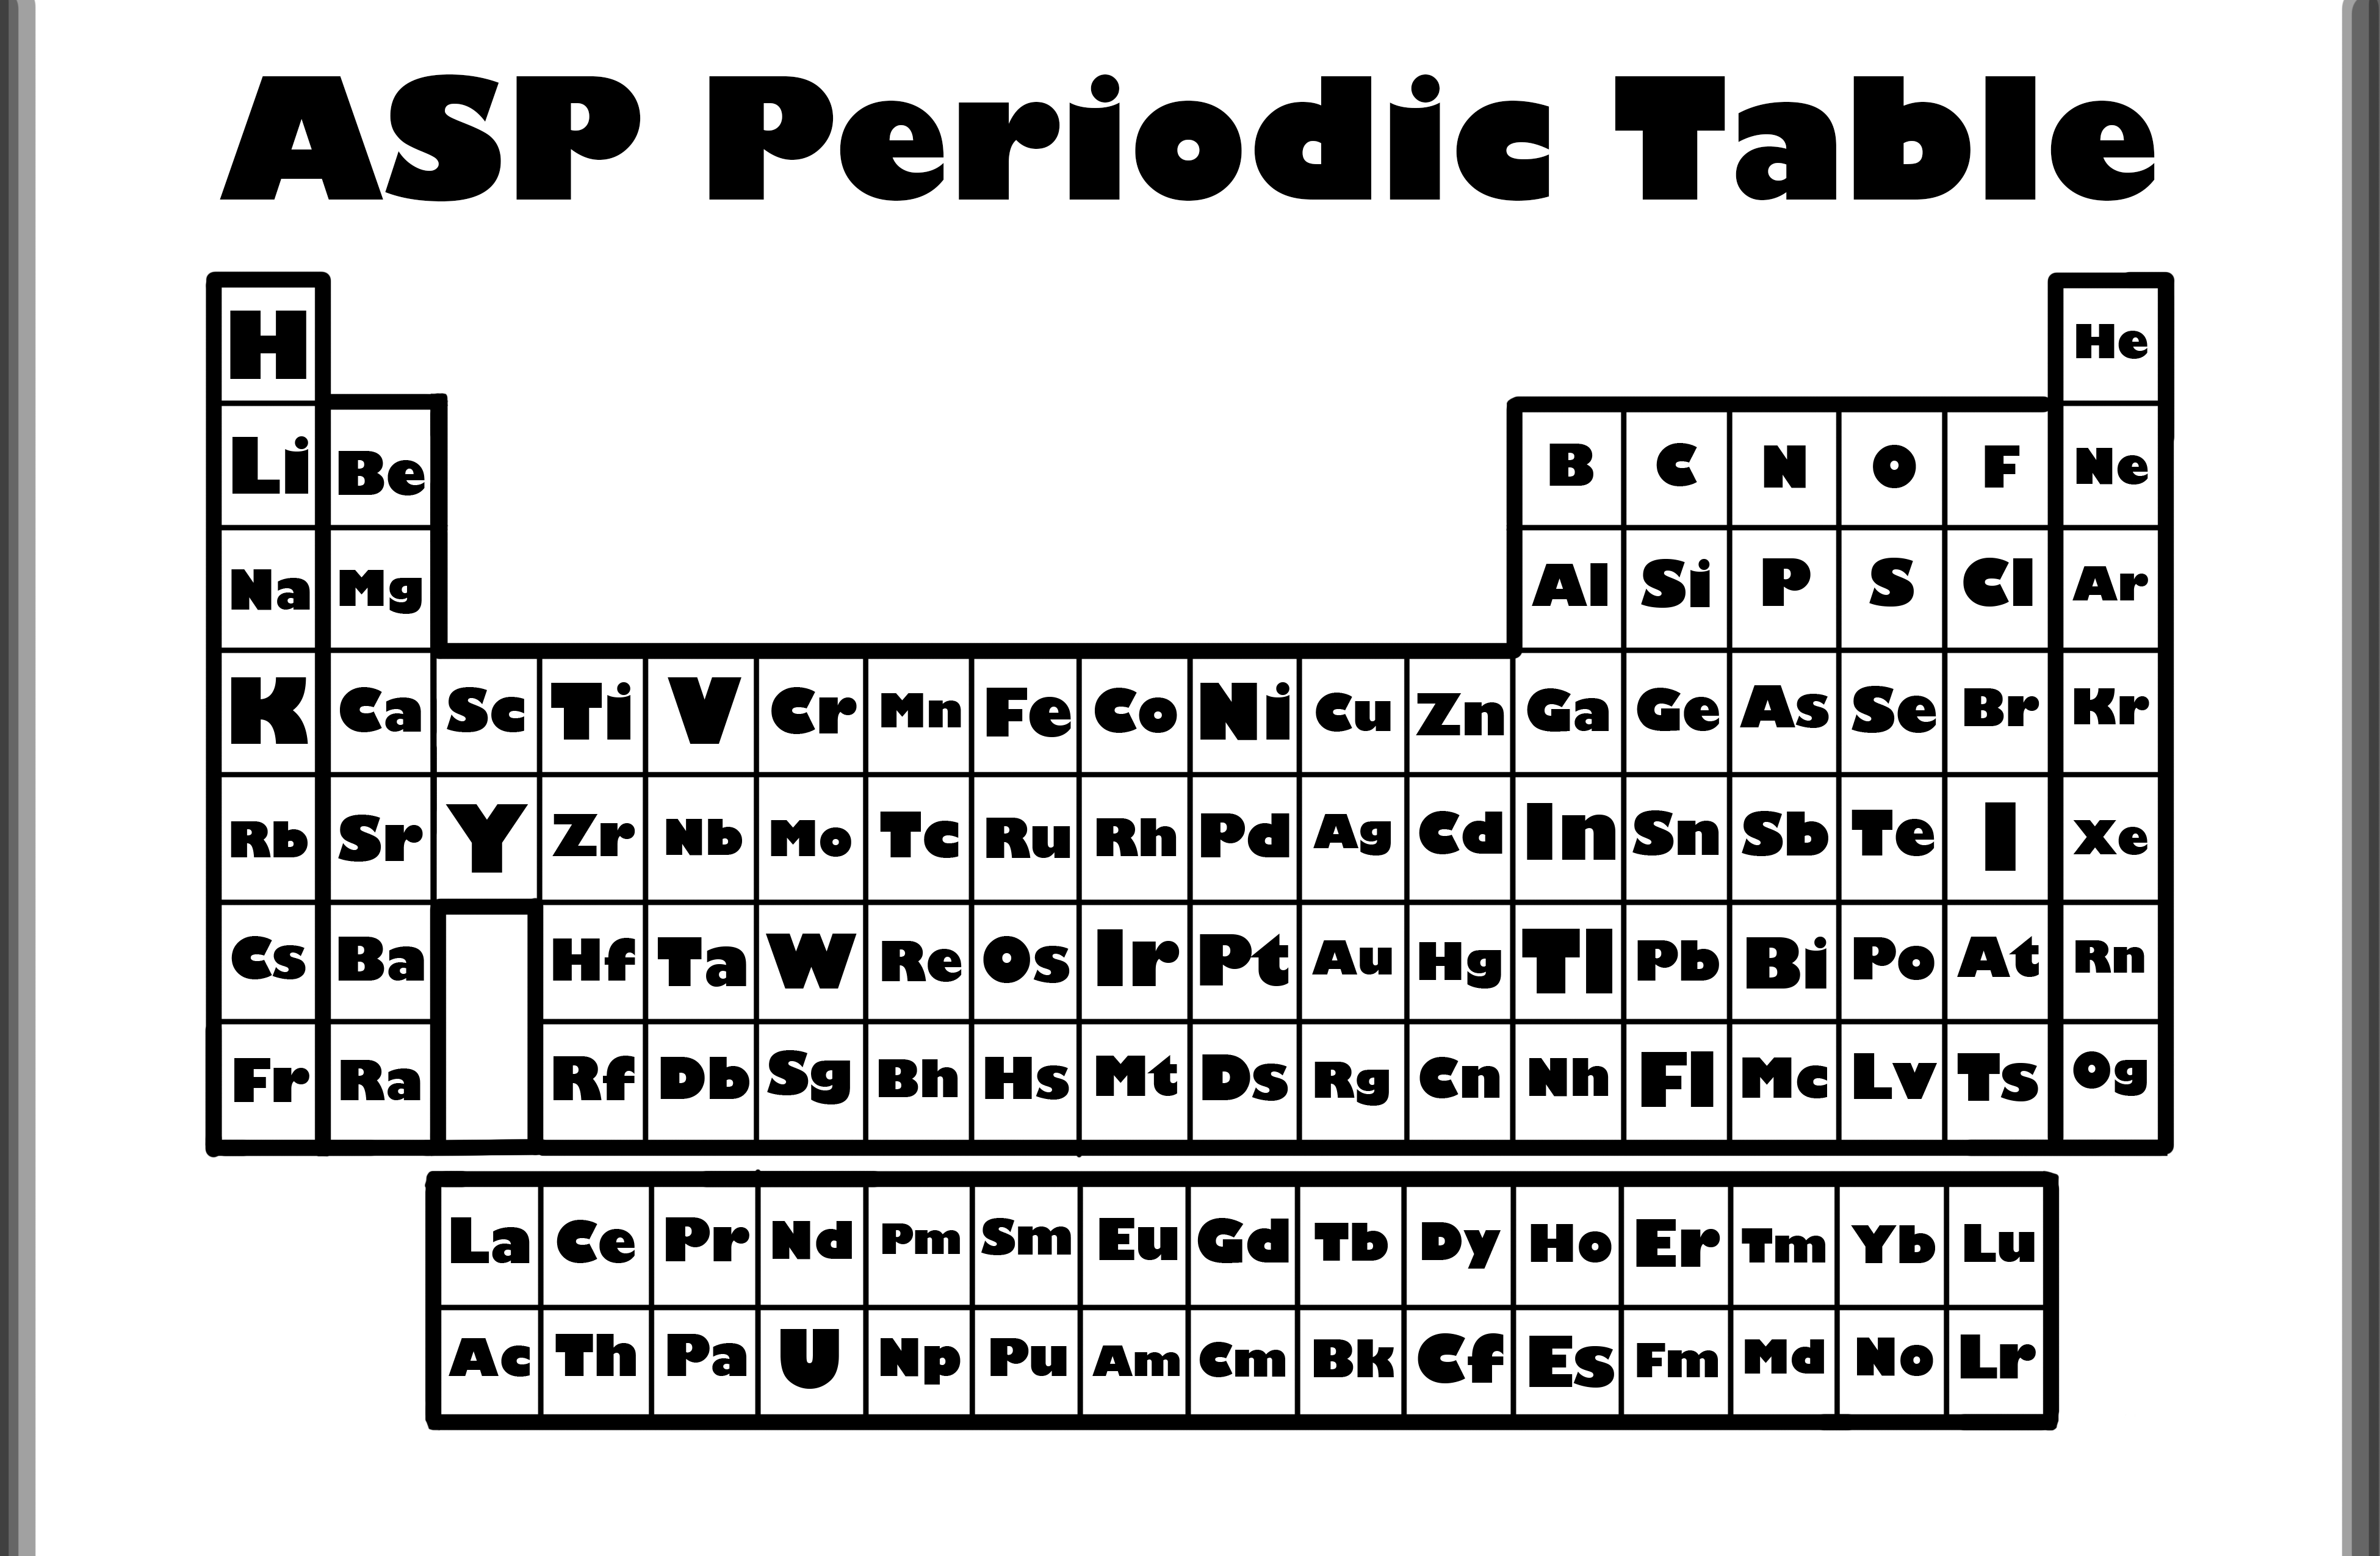 ASP Periodic Table
H He
Li Be B C N O F Ne
Na Mg Al Si P S Cl Ar
K Ca Sc Ti V Cr Mn Fe Co Ni Cu Zn Ga Ge As Se Br Kr
Rb Sr Y Zr Nb Mo Tc Ru Rh Pd Ag Cd In Sn Sb Te I Xe
Cs Ba Hf Ta W Re Os Ir Pt Au Hg Tl Pb Bi Po At Rn
Fr Ra Rf Db Sg Bh Hs Mt Ds Rg Cn Nh Fl Mc Lv Ts Og
La Ce Pr Nd Pm Sm Eu Gd Tb Dy Ho Er Tm Yb Lu
Ac Th Pa U Np Pu Am Cm Bk Cf Es Fm Md No Lr